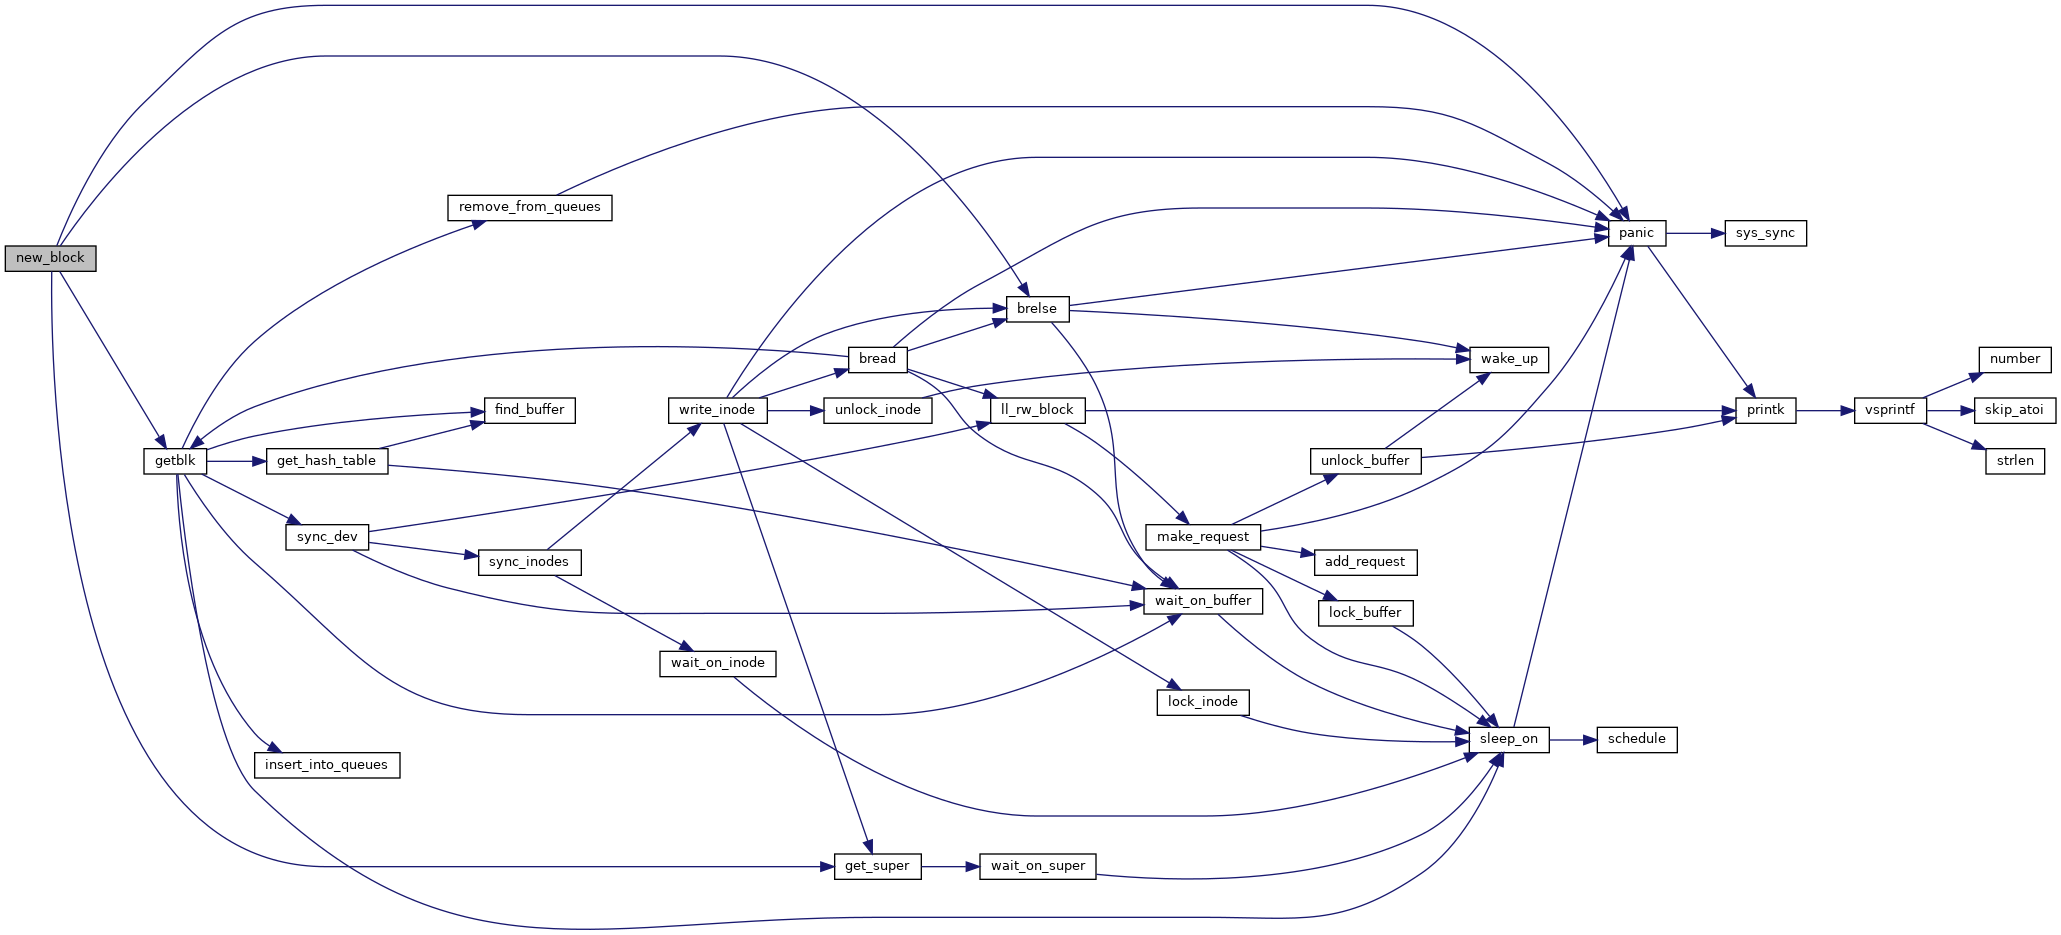 new_block
getblk
remove_from_queues
find_buffer
get_hash_table
sync_dev
sync_inodes
insert_into_queues
write_inode
wait_on_inode
bread
unlock_inode
get_super
brelse
ll_rw_block
wait_on_super
make_request
wait_on_buffer
lock_inode
unlock_buffer
add_request
lock_buffer
wake_up
sleep_on
panic
schedule
sys_sync
printk
vsprintf
number
skip_atoi
strlen